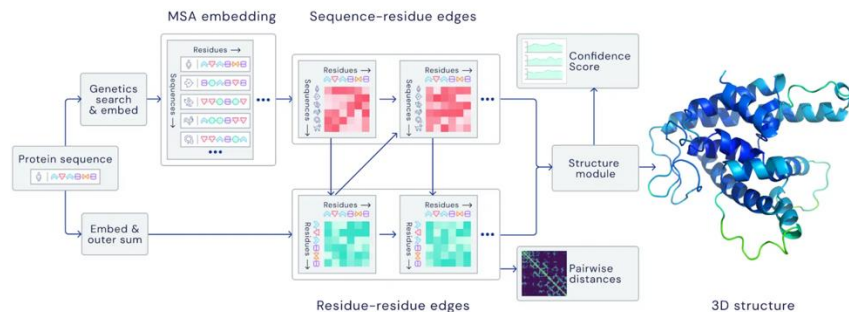 MSA embedding
Sequence-residue edges
Residues
Sequences
Genetics
search
& embed
Protein sequence
Embed &
outer sum
Residues
Sequences
Residues
Sequences
Residues
Residues
Residues
Residues
Residue-residue edges
Confidence
Score
Structure
module
Pairwise
distances
3D structure